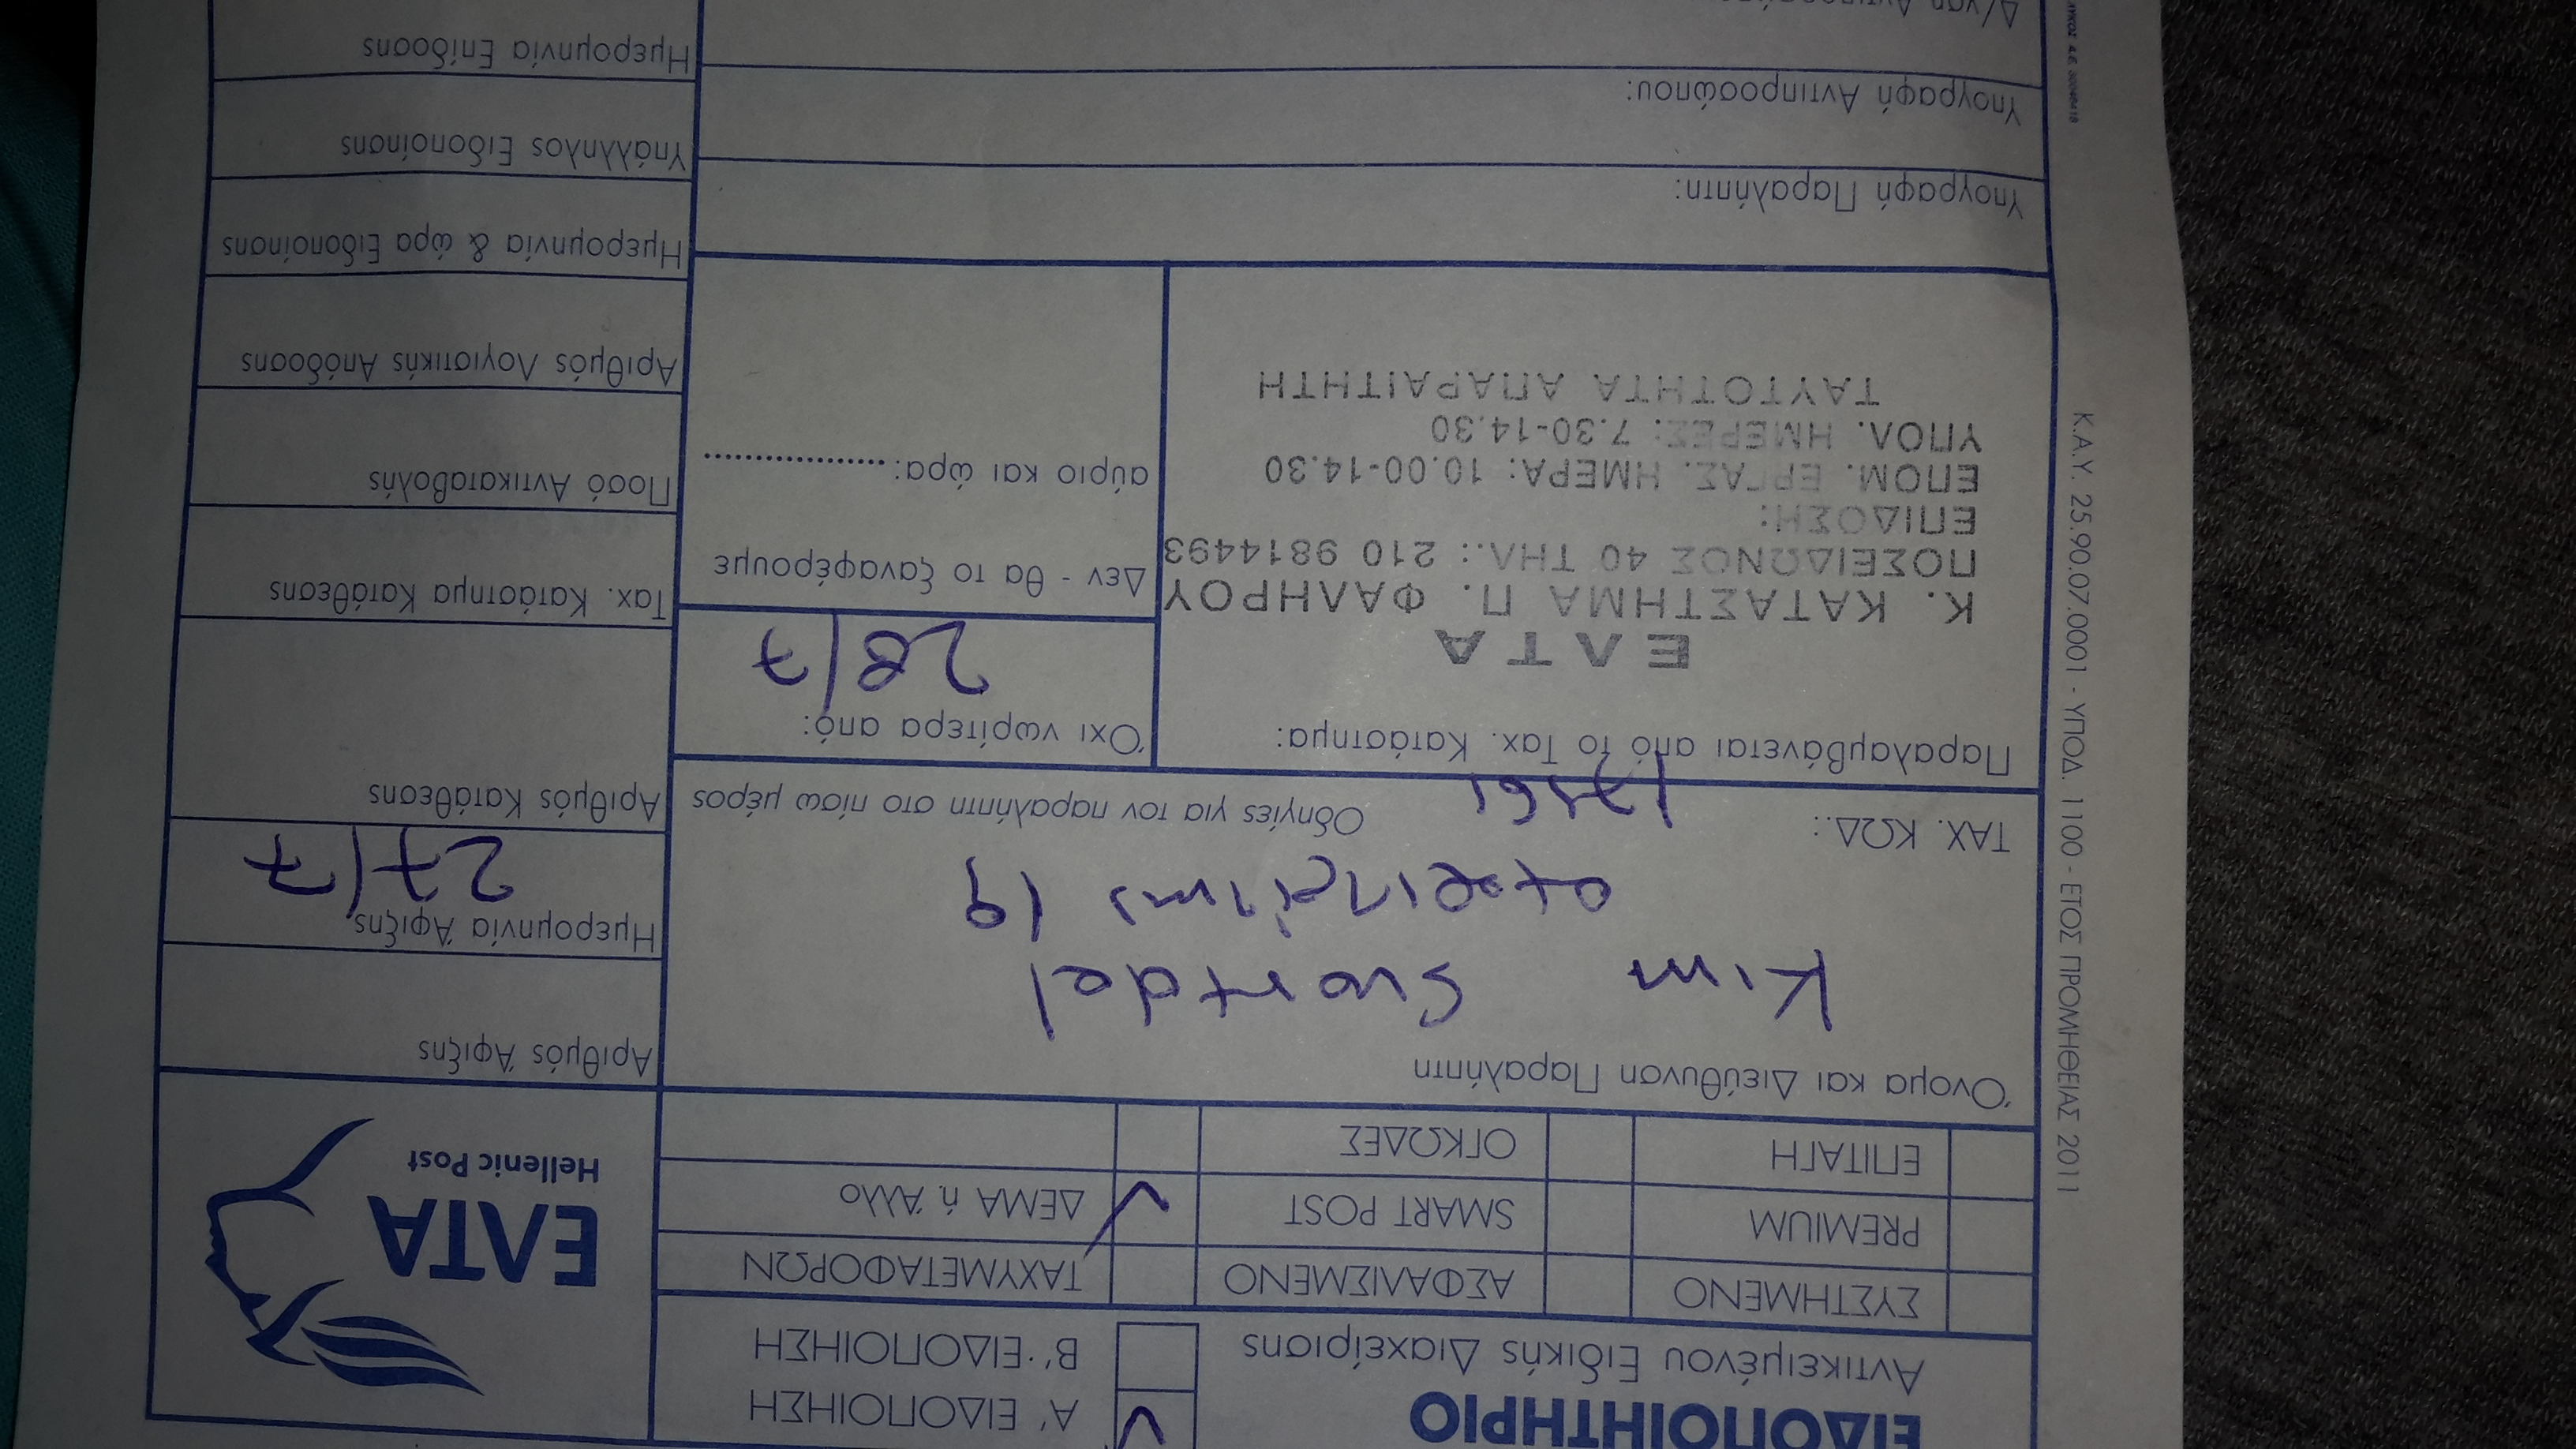 ΕΙΔΟΠΟΙΗΤΗΡΙΟ
Αντικειμένου Ειδικής Διαχείρισης
Α΄ ΕΙΔΟΠΟΙΗΣΗ
Β΄ ΕΙΔΟΠΟΙΗΣΗ
ΕΛΤΑ
Hellenic Post
ΣΥΣΤΗΜΕΝΟ
ΑΣΦΑΛΙΣΜΕΝΟ
ΤΑΧΥΜΕΤΑΦΟΡΩΝ
PREMIUM
SMART POST
ΔΕΜΑ ή Άλλο
ΕΠΙΤΑΓΗ
ΟΓΚΩΔΕΣ
Όνομα και Διεύθυνση Παραλήπτη
Kim Svortdel
19
ΤΑΧ. ΚΩΔ.:
17561
Οδηγίες για τον παραλήπτη στο πίσω μέρος
Αριθμός Άφιξης
Ημερομηνία Άφιξης
27/7
Αριθμός Κατάθεσης
Ταχ. Κατάστημα Κατάθεσης
Ποσό Αντικαταβολής
Αριθμός Λογιστικής Απόδοσης
Ημερομηνία & ώρα Ειδοποίησης
Υπάλληλος Ειδοποίησης
Ημερομηνία Επίδοσης
Παραλαμβάνεται από το Ταχ. Κατάστημα:
ΕΛΤΑ
Κ. ΚΑΤΑΣΤΗΜΑ Π. ΦΑΛΗΡΟΥ
ΠΟΣΕΙΔΩΝΟΣ 40 ΤΗΛ.: 210 9814493
ΕΠΙΔΟΣΗ:
ΕΠΟΜ. ΕΡΓΑΣ. ΗΜΕΡΑ: 10.00-14.30
ΥΠΟΛ. ΗΜΕΡΕΣ: 7.30-14.30
ΤΑΥΤΟΤΗΤΑ ΑΠΑΡΑΙΤΗΤΗ
Όχι νωρίτερα από:
28/7
Δεν - θα το ξαναφέρουμε
αύριο και ώρα: ....................
Υπογραφή Παραλήπτη:
Υπογραφή Αντιπροσώπου:
Κ.Α.Υ. 25.90.07.0001 - ΥΠΟΔ. 1100 - ΕΤΟΣ ΠΡΟΜΗΘΕΙΑΣ 2011